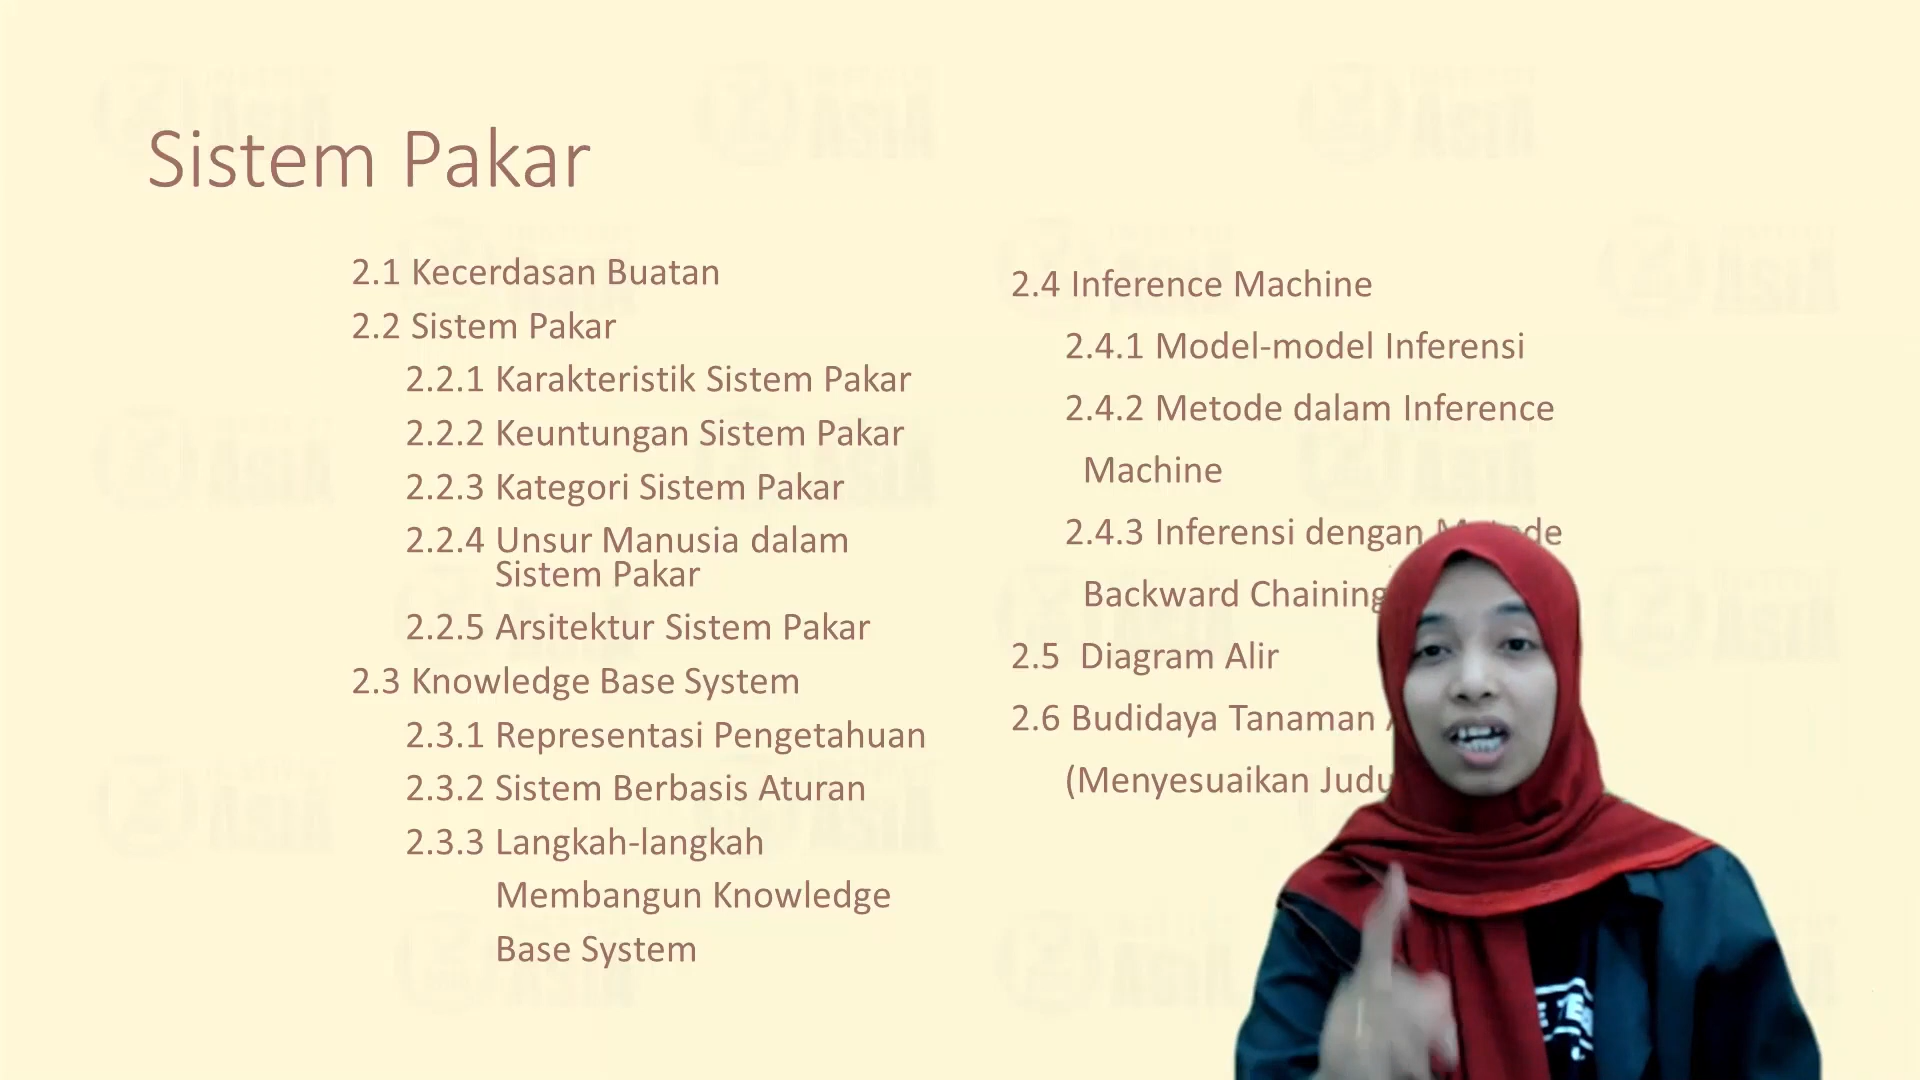 Sistem Pakar
2.1 Kecerdasan Buatan
2.2 Sistem Pakar
2.2.1 Karakteristik Sistem Pakar
2.2.2 Keuntungan Sistem Pakar
2.2.3 Kategori Sistem Pakar
2.2.4 Unsur Manusia dalam
Sistem Pakar
2.2.5 Arsitektur Sistem Pakar
2.3 Knowledge Base System
2.3.1 Representasi Pengetahuan
2.3.2 Sistem Berbasis Aturan
2.3.3 Langkah-langkah
Membangun Knowledge
Base System
2.4 Inference Machine
2.4.1 Model-model Inferensi
2.4.2 Metode dalam Inference
Machine
2.4.3 Inferensi dengan
Backward Chaining
2.5 Diagram Alir
2.6 Budidaya Tanaman
(Menyesuaikan